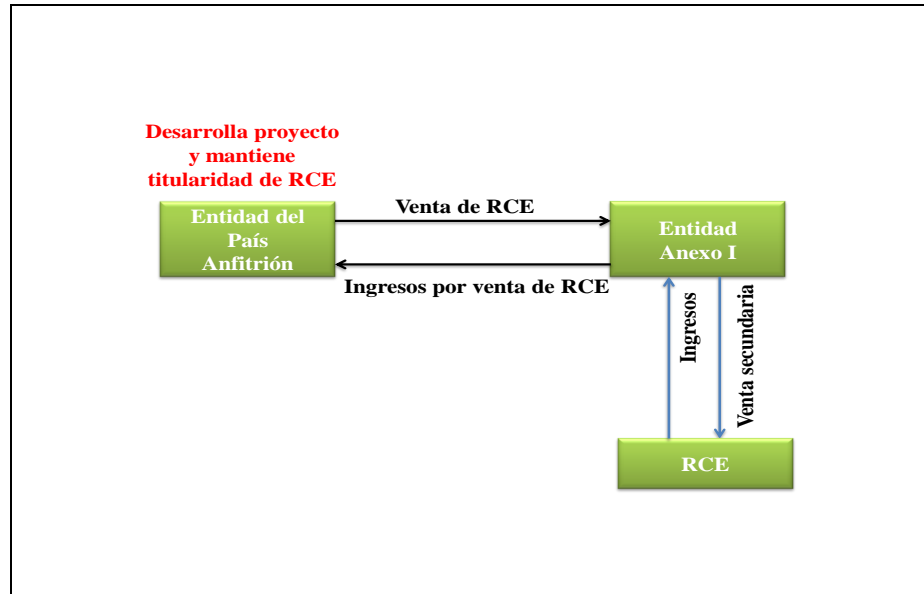 Desarrolla proyecto
y mantiene
titularidad de RCE
Entidad del
País
Anfitrión
Venta de RCE
Ingresos por venta de RCE
Entidad
Anexo I
Ingresos
Venta secundaria
RCE